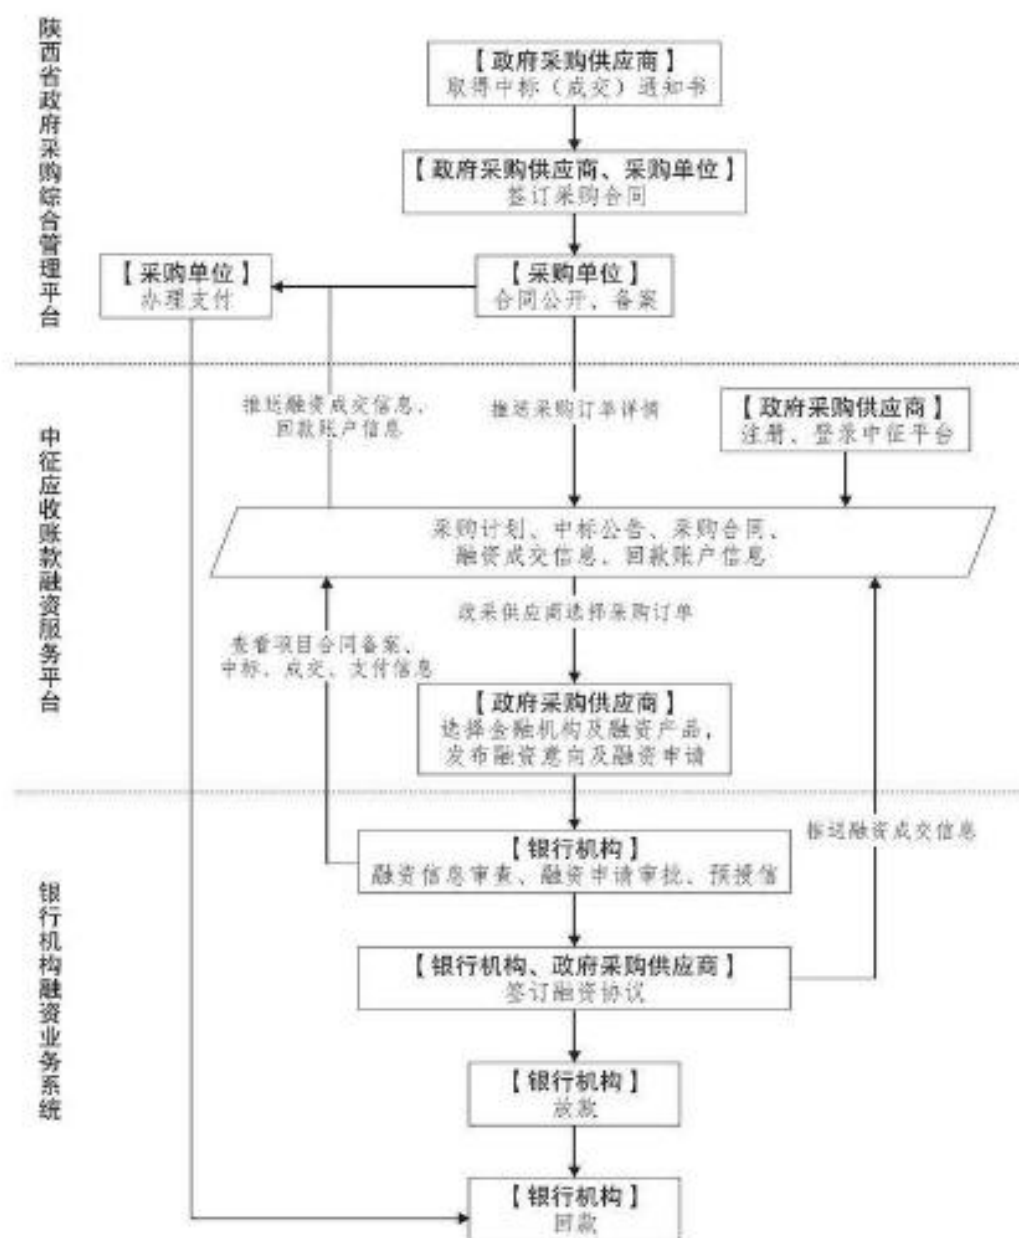 陕西省政府采购综合管理平台
【政府采购供应商】
取得中标（成交）通知书
【政府采购供应商、采购单位】
签订采购合同
【采购单位】
办理支付
【采购单位】
合同公开、备案
中征应收账款融资服务平台
推送融资成交信息、
回款账户信息
推送采购订单详情
【政府采购供应商】
注册、登录中征平台
采购计划、中标公告、采购合同、
融资成交信息、回款账户信息
政采供应商选择采购订单
查看项目合同备案、
中标、成交、支付信息
【政府采购供应商】
选择金融机构及融资产品，
发布融资意向及融资申请
银行机构融资业务系统
推送融资成交信息
【银行机构】
融资信息审查、融资申请审批、预授信
【银行机构、政府采购供应商】
签订融资协议
【银行机构】
放款
【银行机构】
回款